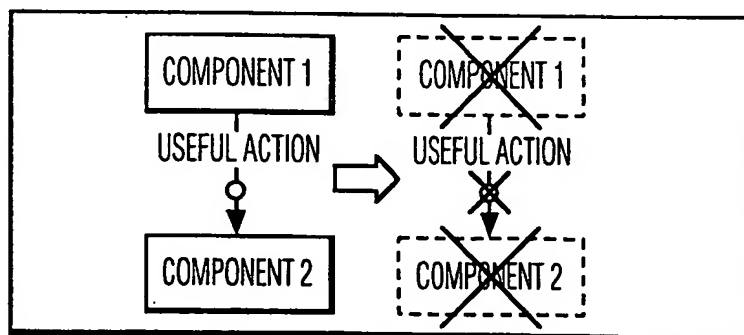 COMPONENT 1 COMPONENT 1
USEFUL ACTION USEFUL ACTION
COMPONENT 2 COMPONENT 2